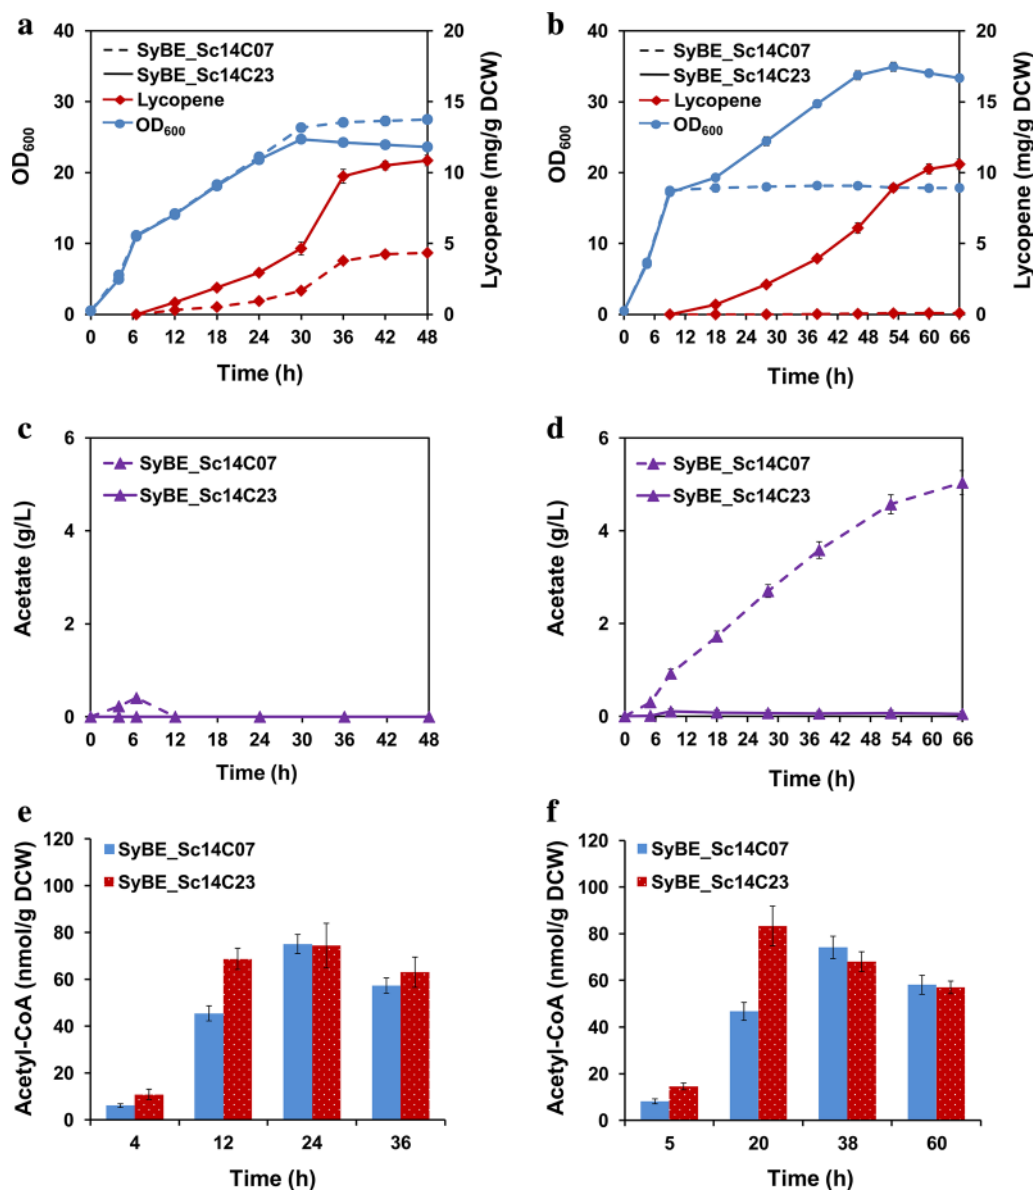 a
40
30
20
10
0
OD600
20
15
10
5
0
Lycopene (mg/g DCW)
SyBE_Sc14C07
SyBE_Sc14C23
Lycopene
OD600
0 6 12 18 24 30 36 42 48
Time (h)
b
40
30
20
10
0
OD600
20
15
10
5
0
Lycopene (mg/g DCW)
SyBE_Sc14C07
SyBE_Sc14C23
Lycopene
OD600
0 6 12 18 24 30 36 42 48 54 60 66
Time (h)
c
6
4
2
0
Acetate (g/L)
SyBE_Sc14C07
SyBE_Sc14C23
0 6 12 18 24 30 36 42 48
Time (h)
d
6
4
2
0
Acetate (g/L)
SyBE_Sc14C07
SyBE_Sc14C23
0 6 12 18 24 30 36 42 48 54 60 66
Time (h)
e
120
100
80
60
40
20
0
Acetyl-CoA (nmol/g DCW)
SyBE_Sc14C07
SyBE_Sc14C23
4 12 24 36
Time (h)
f
120
100
80
60
40
20
0
Acetyl-CoA (nmol/g DCW)
SyBE_Sc14C07
SyBE_Sc14C23
5 20 38 60
Time (h)